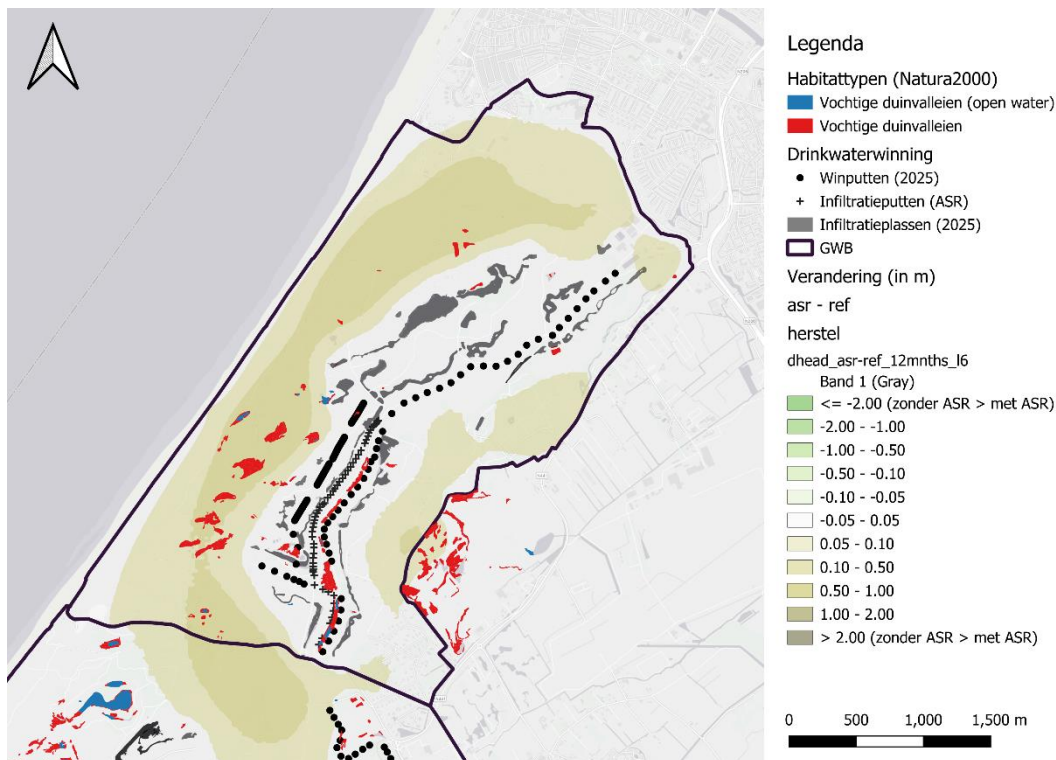 Legenda
Habitattypen (Natura2000)
Vochtige duinvalleien (open water)
Vochtige duinvalleien
Drinkwaterwinning
Winputten (2025)
Infiltratieputten (ASR)
Infiltratieplassen (2025)
GWB
Verandering (in m)
asr - ref
herstel
dhead_asr-ref_12mnths_l6
Band 1 (Gray)
<= -2.00 (zonder ASR > met ASR)
-2.00 - -1.00
-1.00 - -0.50
-0.50 - -0.10
-0.10 - -0.05
-0.05 - 0.05
0.05 - 0.10
0.10 - 0.50
0.50 - 1.00
1.00 - 2.00
> 2.00 (zonder ASR > met ASR)
0 500 1,000 1,500 m